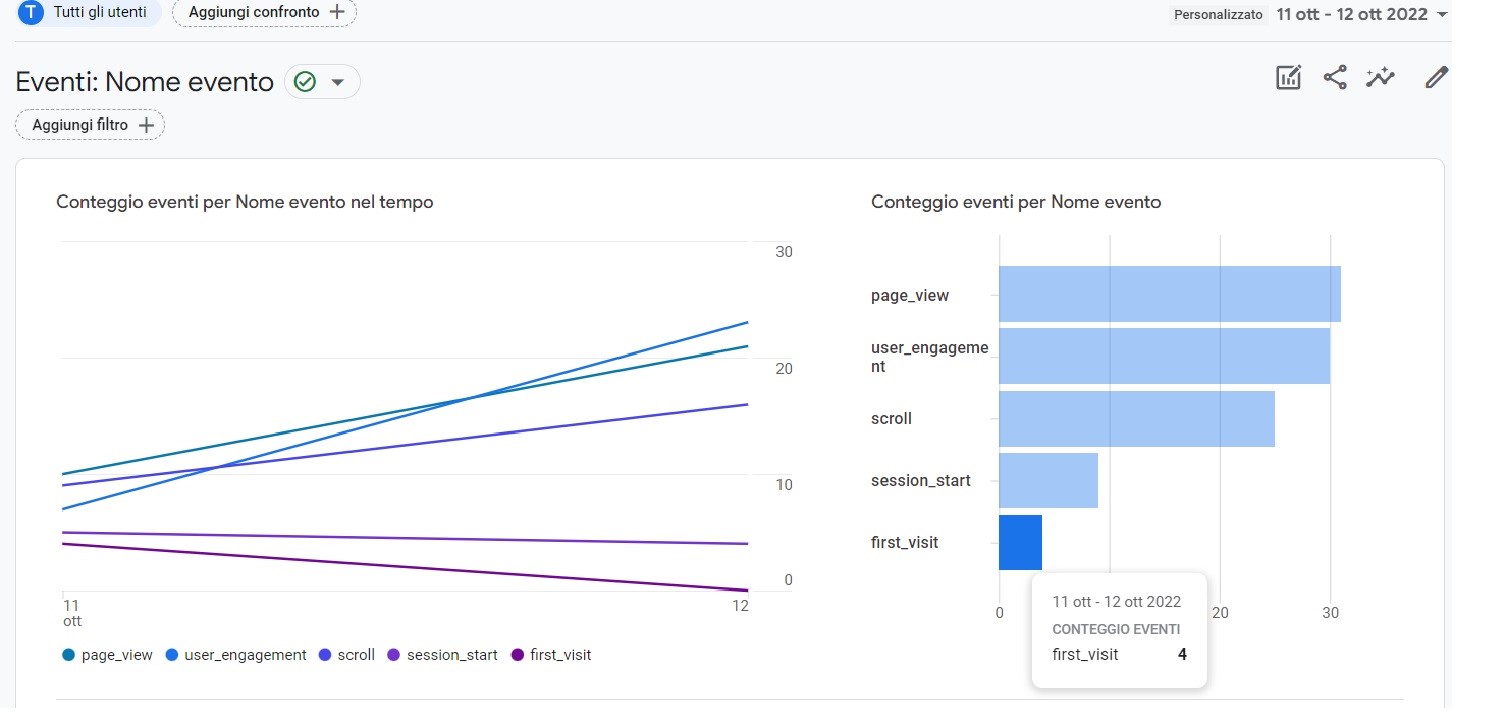 T Tutti gli utenti Aggiungi confronto + Personalizzato 11 ott - 12 ott 2022
Eventi: Nome evento
Aggiungi filtro +
Conteggio eventi per Nome evento nel tempo
30
20
10
0
11
ott
12
page_view user_engagement scroll session_start first_visit
Conteggio eventi per Nome evento
page_view
user_engageme
nt
scroll
session_start
first_visit
0 20 30
11 ott - 12 ott 2022
CONTEGGIO EVENTI
first_visit 4